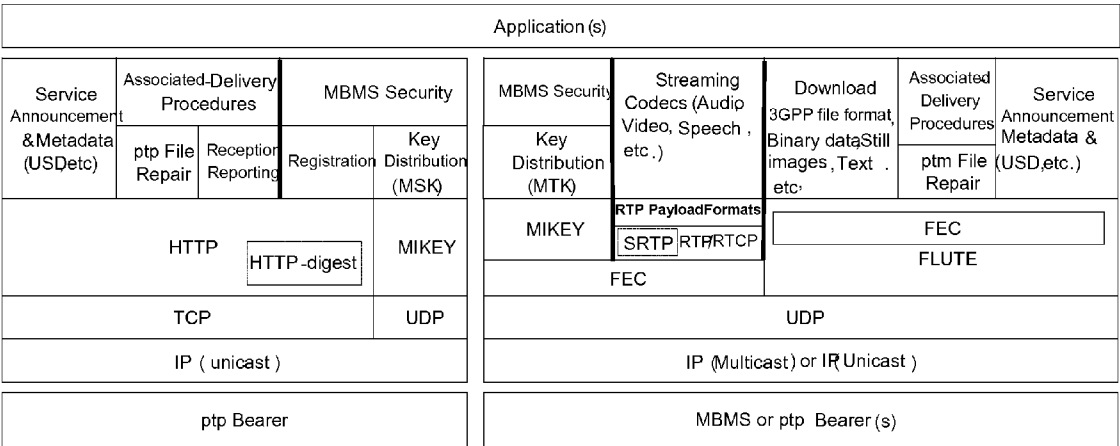 Application (s)
Service
Announcement
& Metadata
(USD,etc)
Associated-Delivery
Procedures
ptp File
Repair
Reception
Reporting
MBMS Security
Registration
Key
Distribution
(MSK)
HTTP
HTTP-digest
MIKEY
TCP
UDP
IP ( unicast )
ptp Bearer
MBMS Security
Key
Distribution
(MTK)
MIKEY
Streaming
Codecs (Audio
Video, Speech ,
etc .)
RTP PayloadFormats
SRTP
RTP/RTCP
FEC
Download
3GPP file format,
Binary data,Still
images , Text .
etc,
Associated
Delivery
Procedures
ptm File
Repair
Service
Announcement
Metadata &
(USD,etc.)
FEC
FLUTE
UDP
IP (Multicast) or IP(Unicast )
MBMS or ptp Bearer (s)